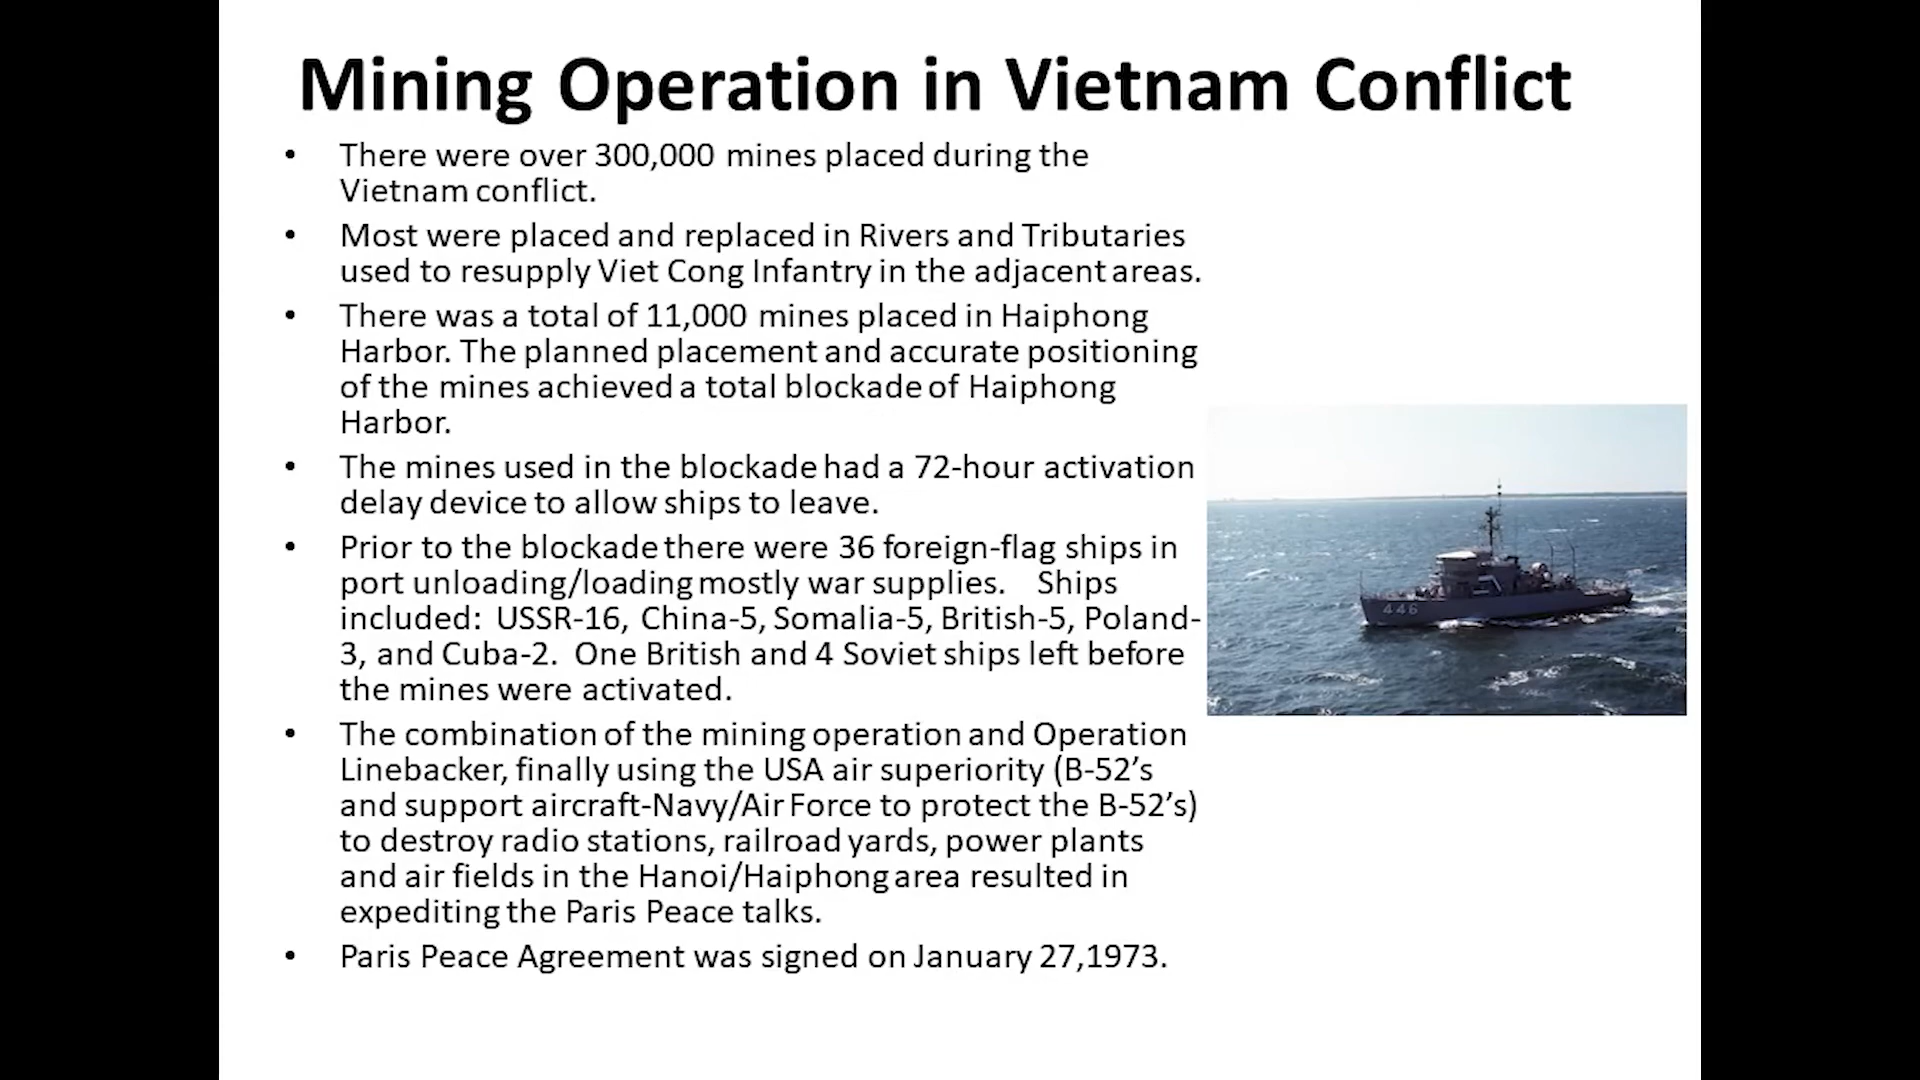 Mining Operation in Vietnam Conflict
• There were over 300,000 mines placed during the
Vietnam conflict.
• Most were placed and replaced in Rivers and Tributaries
used to resupply Viet Cong Infantry in the adjacent areas.
• There was a total of 11,000 mines placed in Haiphong
Harbor. The planned placement and accurate positioning
of the mines achieved a total blockade of Haiphong
Harbor.
• The mines used in the blockade had a 72-hour activation
delay device to allow ships to leave.
• Prior to the blockade there were 36 foreign-flag ships in
port unloading/loading mostly war supplies. Ships
included: USSR-16, China-5, Somalia-5, British-5, Poland-
3, and Cuba-2. One British and 4 Soviet ships left before
the mines were activated.
• The combination of the mining operation and Operation
Linebacker, finally using the USA air superiority (B-52’s
and support aircraft-Navy/Air Force to protect the B-52’s)
to destroy radio stations, railroad yards, power plants
and air fields in the Hanoi/Haiphong area resulted in
expediting the Paris Peace talks.
• Paris Peace Agreement was signed on January 27,1973.
446